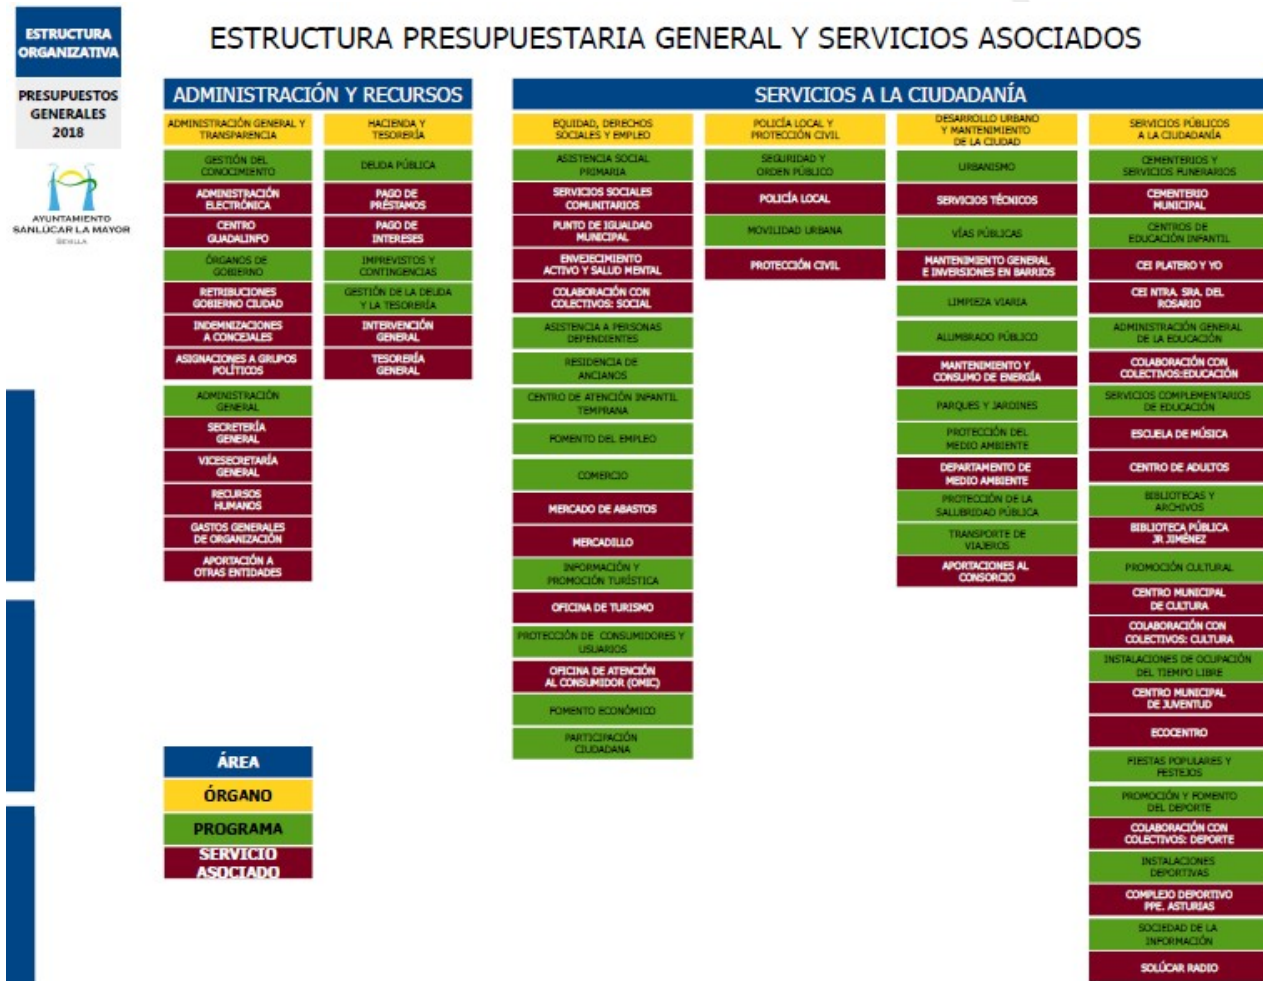 ESTRUCTURA
ORGANIZATIVA
PRESUPUESTOS
GENERALES
2018
AYUNTAMIENTO
SANLÚCAR LA MAYOR
SEVILLA
ESTRUCTURA PRESUPUESTARIA GENERAL Y SERVICIOS ASOCIADOS
ADMINISTRACIÓN Y RECURSOS
ADMINISTRACIÓN GENERAL Y
TRANSPARENCIA
GESTIÓN DEL
CONOCIMIENTO
ADMINISTRACIÓN
ELECTRÓNICA
CENTRO
GUADALINFO
ÓRGANOS DE
GOBIERNO
RETRIBUCIONES
GOBIERNO CIUDAD
INDEMNIZACIONES
A CONCEJALES
ASIGNACIONES A GRUPOS
POLÍTICOS
ADMINISTRACIÓN
GENERAL
SECRETERÍA
GENERAL
VICESECRETARÍA
GENERAL
RECURSOS
HUMANOS
GASTOS GENERALES
DE ORGANIZACIÓN
APORTACIÓN A
OTRAS ENTIDADES
HACIENDA Y
TESORERÍA
DEUDA PÚBLICA
PAGO DE
PRÉSTAMOS
PAGO DE
INTERESES
IMPREVISTOS Y
CONTINGENCIAS
GESTIÓN DE LA DEUDA
Y LA TESORERÍA
INTERVENCIÓN
GENERAL
TESORERÍA
GENERAL
SERVICIOS A LA CIUDADANÍA
EQUIDAD, DERECHOS
SOCIALES Y EMPLEO
ASISTENCIA SOCIAL
PRIMARIA
SERVICIOS SOCIALES
COMUNITARIOS
PUNTO DE IGUALDAD
MUNICIPAL
ENVEJECIMIENTO
ACTIVO Y SALUD MENTAL
COLABORACIÓN CON
COLECTIVOS: SOCIAL
ASISTENCIA A PERSONAS
DEPENDIENTES
RESIDENCIA DE
ANCIANOS
CENTRO DE ATENCIÓN INFANTIL
TEMPRANA
FOMENTO DEL EMPLEO
COMERCIO
MERCADO DE ABASTOS
MERCADILLO
INFORMACIÓN Y
PROMOCIÓN TURÍSTICA
OFICINA DE TURISMO
PROTECCIÓN DE CONSUMIDORES Y
USUARIOS
OFICINA DE ATENCIÓN
AL CONSUMIDOR (OMIC)
FOMENTO ECONÓMICO
PARTICIPACIÓN
CIUDADANA
POLICÍA LOCAL Y
PROTECCIÓN CIVIL
SEGURIDAD Y
ORDEN PÚBLICO
POLICÍA LOCAL
MOVILIDAD URBANA
PROTECCIÓN CIVIL
DESARROLLO URBANO
Y MANTENIMIENTO
DE LA CIUDAD
URBANISMO
SERVICIOS TÉCNICOS
VÍAS PÚBLICAS
MANTENIMIENTO GENERAL
E INVERSIONES EN BARRIOS
LIMPIEZA VIARIA
ALUMBRADO PÚBLICO
MANTENIMIENTO Y
CONSUMO DE ENERGÍA
PARQUES Y JARDINES
PROTECCIÓN DEL
MEDIO AMBIENTE
DEPARTAMENTO DE
MEDIO AMBIENTE
PROTECCIÓN DE LA
SALUBRIDAD PÚBLICA
TRANSPORTE DE
VIAJEROS
APORTACIONES AL
CONSORCIO
SERVICIOS PÚBLICOS
A LA CIUDADANÍA
CEMENTERIOS Y
SERVICIOS FUNERARIOS
CEMENTERIO
MUNICIPAL
CENTROS DE
EDUCACIÓN INFANTIL
CEI PLATERO Y YO
CEI NTRA. SRA. DEL
ROSARIO
ADMINISTRACIÓN GENERAL
DE LA EDUCACIÓN
COLABORACIÓN CON
COLECTIVOS:EDUCACIÓN
SERVICIOS COMPLEMENTARIOS
DE EDUCACIÓN
ESCUELA DE MÚSICA
CENTRO DE ADULTOS
BIBLIOTECAS Y
ARCHIVOS
BIBLIOTECA PÚBLICA
JR JIMÉNEZ
PROMOCIÓN CULTURAL
CENTRO MUNICIPAL
DE CULTURA
COLABORACIÓN CON
COLECTIVOS: CULTURA
INSTALACIONES DE OCUPACIÓN
DEL TIEMPO LIBRE
CENTRO MUNICIPAL
DE JUVENTUD
ECOCENTRO
FIESTAS POPULARES Y
FESTEJOS
PROMOCIÓN Y FOMENTO
DEL DEPORTE
COLABORACIÓN CON
COLECTIVOS: DEPORTE
INSTALACIONES
DEPORTIVAS
COMPLEJO DEPORTIVO
PPE. ASTURIAS
SOCIEDAD DE LA
INFORMACIÓN
SOLÚCAR RADIO
ÁREA
ÓRGANO
PROGRAMA
SERVICIO
ASOCIADO